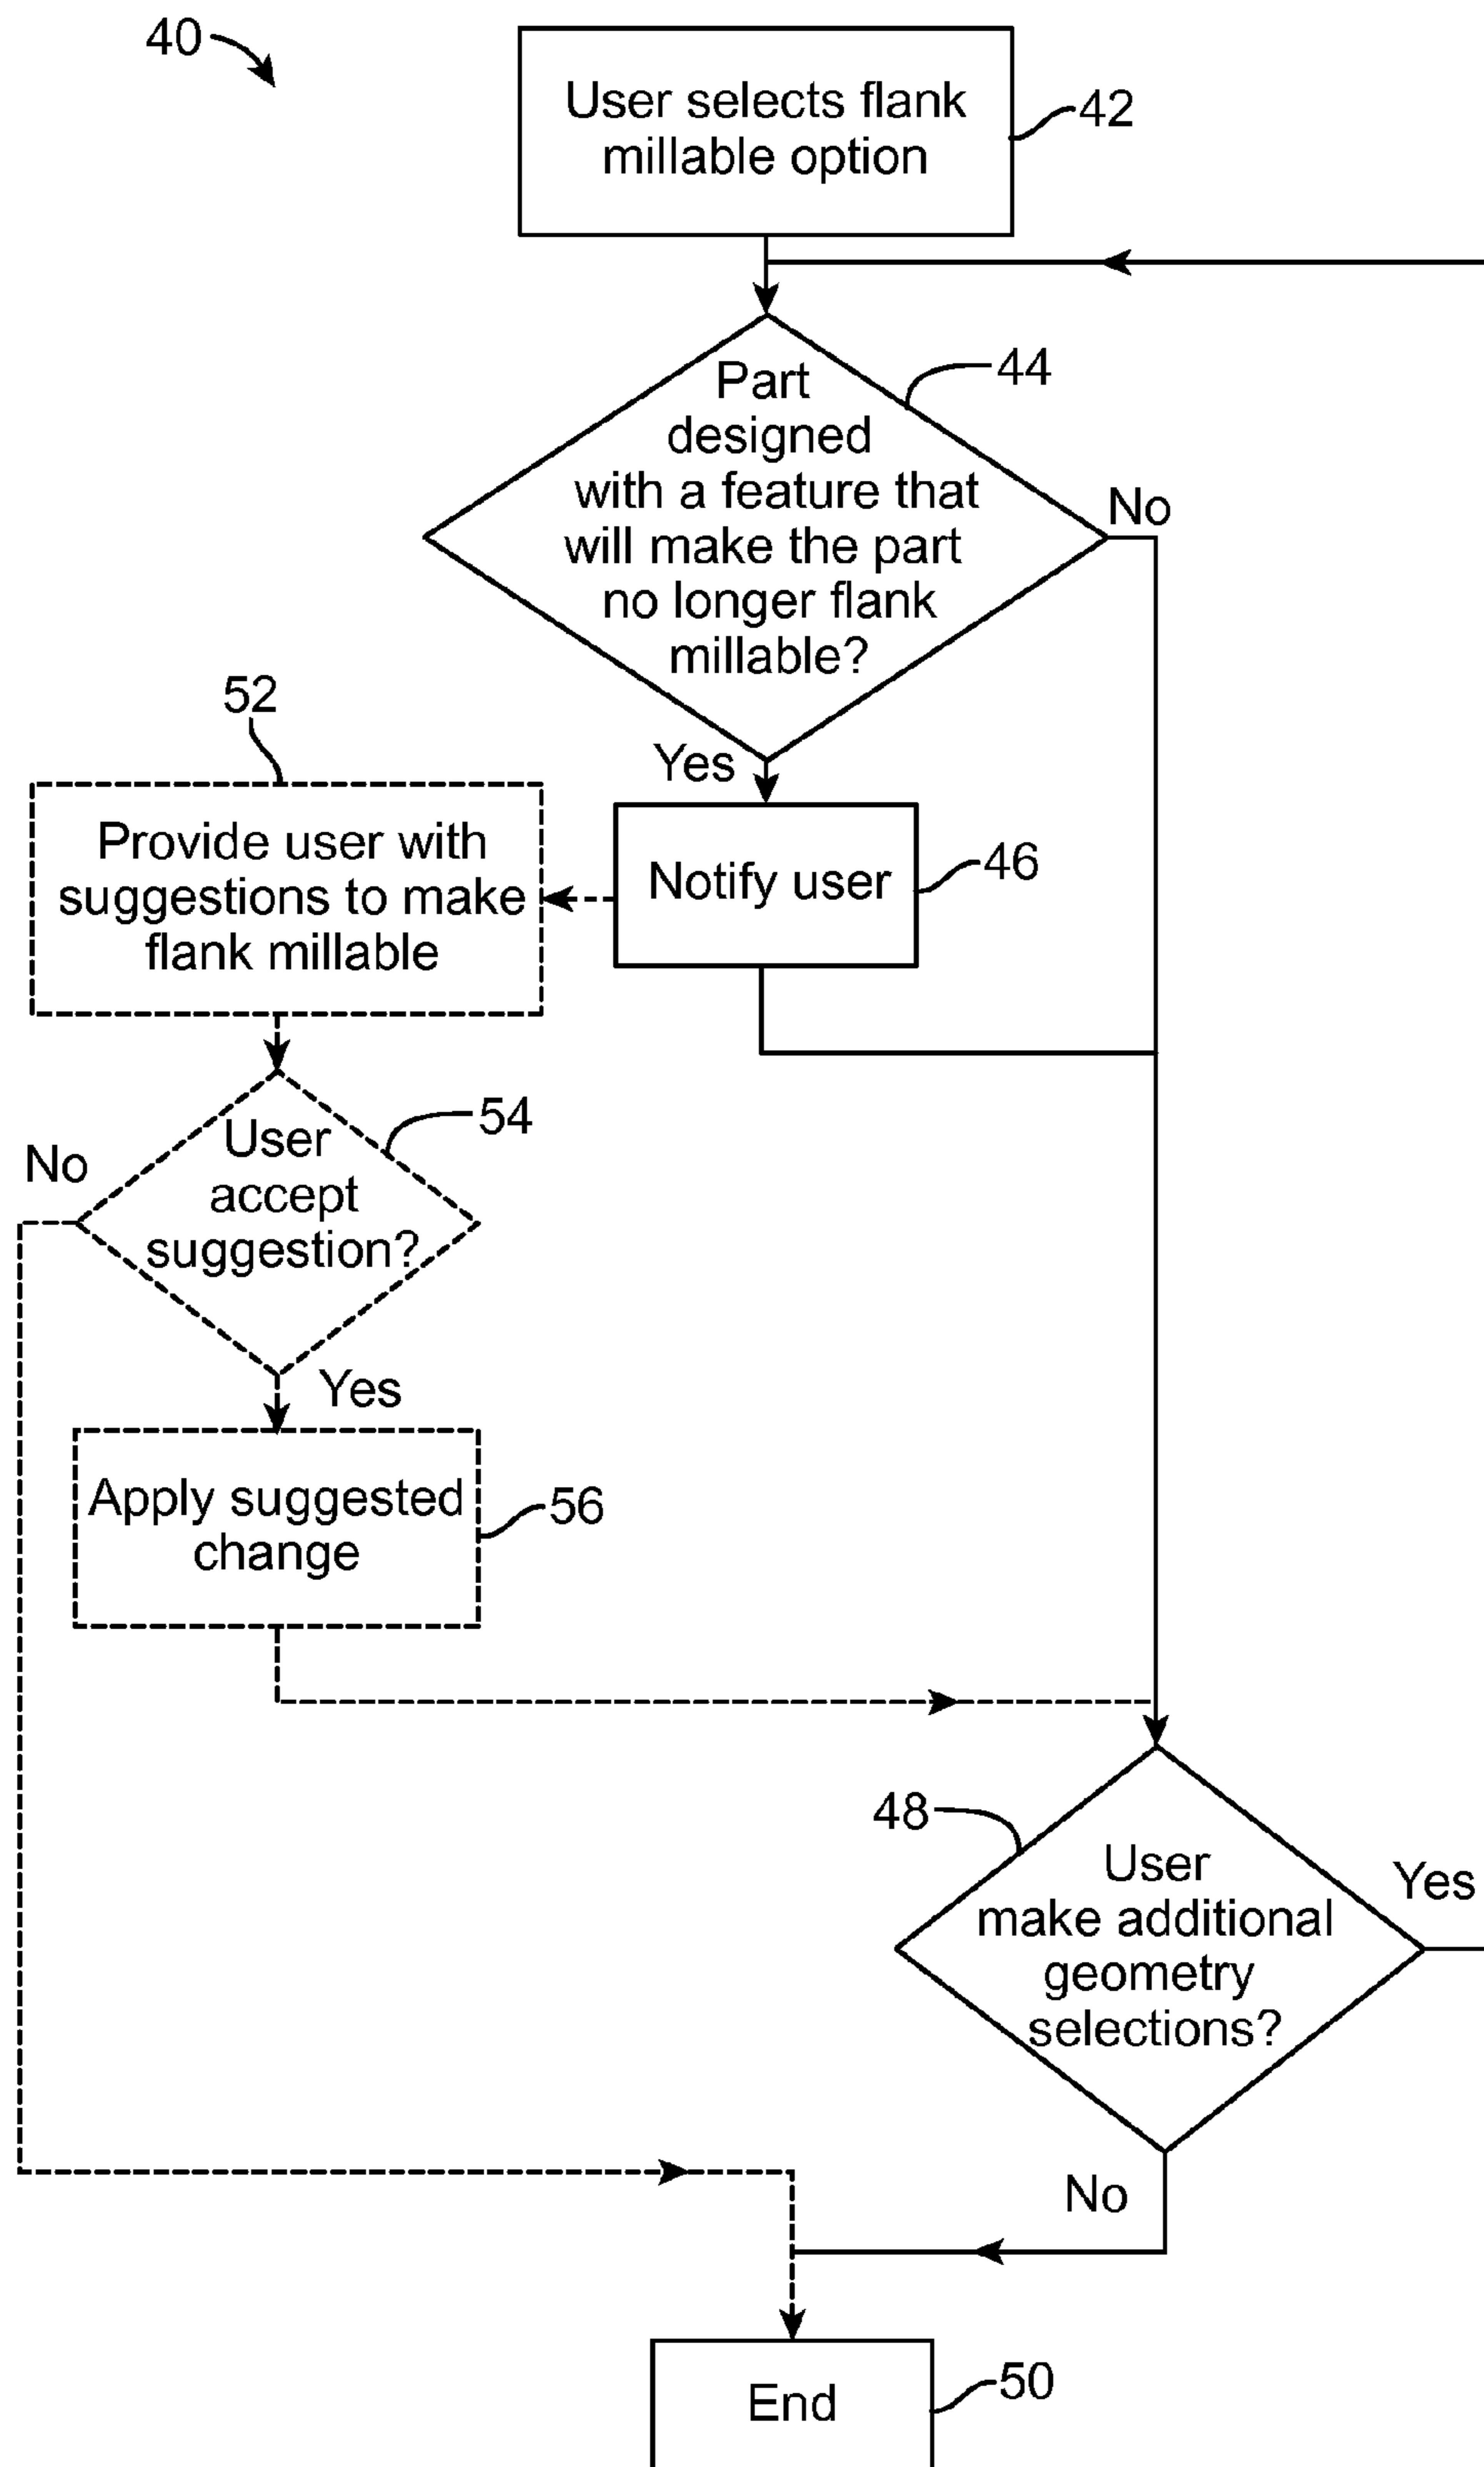 40
User selects flank
millable option
42
Part
designed
with a feature that
will make the part
no longer flank
millable?
44
No
Yes
52
Provide user with
suggestions to make
flank millable
Notify user
46
User
accept
suggestion?
54
No
Yes
Apply suggested
change
56
48
User
make additional
geometry
selections?
Yes
No
End
50